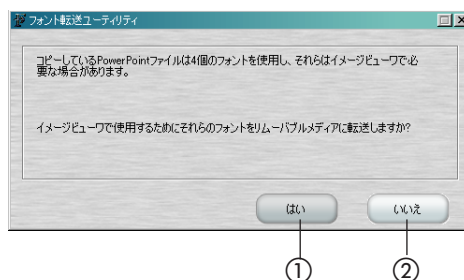 フォント転送ユーティリティ
コピーしているPowerPointファイルは4個のフォントを使用し、それらはイメージビューワで必
要な場合があります。
イメージビューワで使用するためにそれらのフォントをリムーバブルメディアに転送しますか?
はい
いいえ
① ②